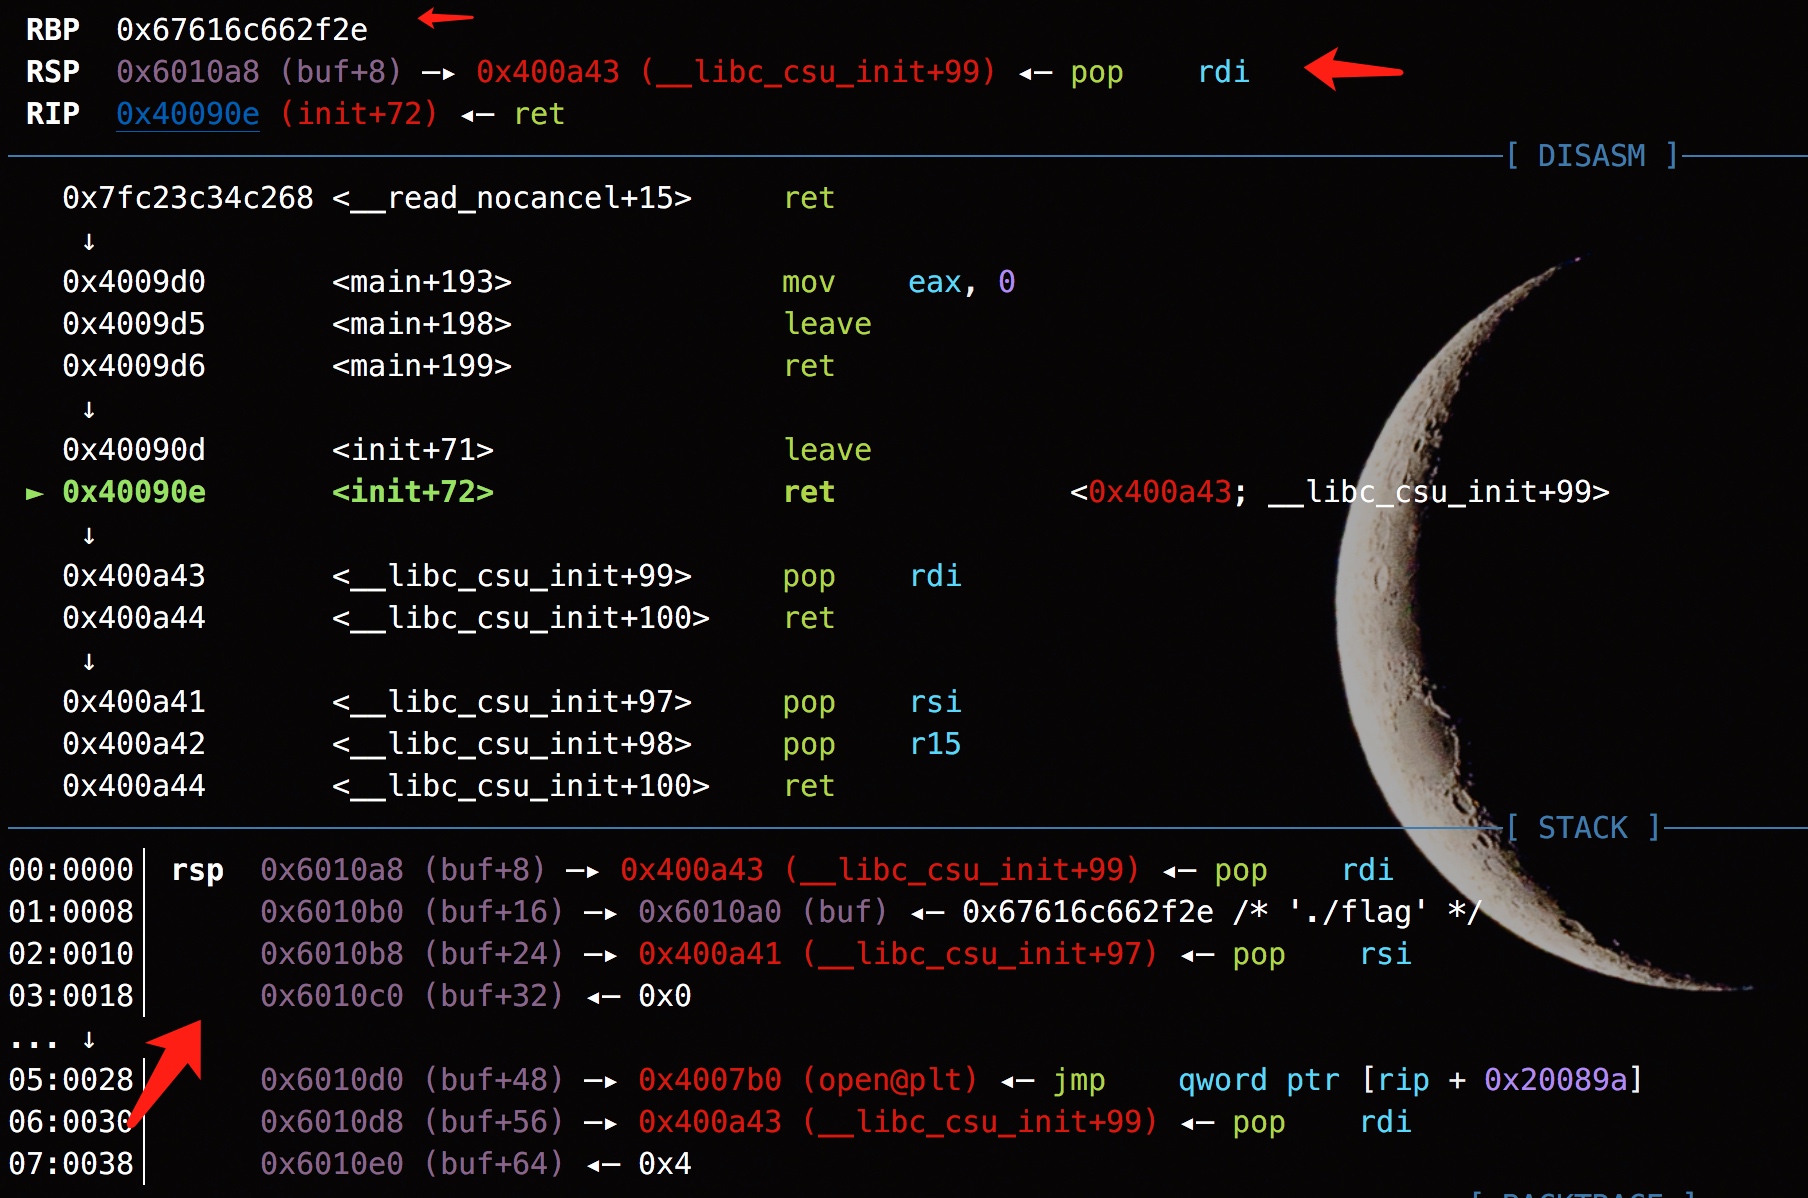 RBP 0x67616c662f2e
RSP 0x6010a8 (buf+8) —▸ 0x400a43 (__libc_csu_init+99) ◂— pop rdi
RIP 0x40090e (init+72) ◂— ret
[ DISASM ]
0x7fc23c34c268 <__read_nocancel+15> ret
↓
0x4009d0 <main+193> mov eax, 0
0x4009d5 <main+198> leave
0x4009d6 <main+199> ret
↓
0x40090d <init+71> leave
► 0x40090e <init+72> ret <0x400a43; __libc_csu_init+99>
↓
0x400a43 <__libc_csu_init+99> pop rdi
0x400a44 <__libc_csu_init+100> ret
↓
0x400a41 <__libc_csu_init+97> pop rsi
0x400a42 <__libc_csu_init+98> pop r15
0x400a44 <__libc_csu_init+100> ret
[ STACK ]
00:0000│ rsp 0x6010a8 (buf+8) —▸ 0x400a43 (__libc_csu_init+99) ◂— pop rdi
01:0008│ 0x6010b0 (buf+16) —▸ 0x6010a0 (buf) ◂— 0x67616c662f2e /* './flag' */
02:0010│ 0x6010b8 (buf+24) —▸ 0x400a41 (__libc_csu_init+97) ◂— pop rsi
03:0018│ 0x6010c0 (buf+32) ◂— 0x0
... ↓
05:0028│ 0x6010d0 (buf+48) —▸ 0x4007b0 (open@plt) ◂— jmp qword ptr [rip + 0x20089a]
06:0030│ 0x6010d8 (buf+56) —▸ 0x400a43 (__libc_csu_init+99) ◂— pop rdi
07:0038│ 0x6010e0 (buf+64) ◂— 0x4
[ BACKTRACE ]